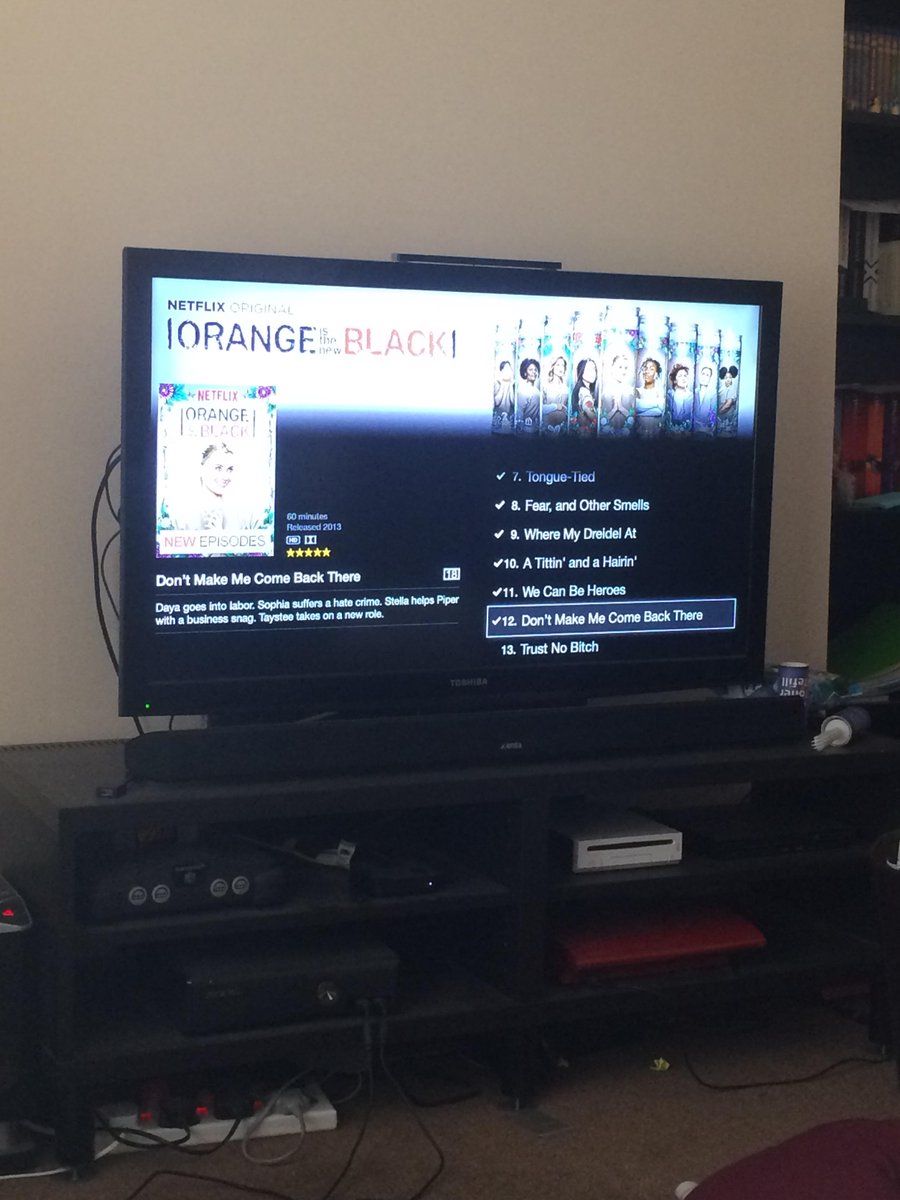 NETFLIX ORIGINAL
ORANGE is the new BLACK
NETFLIX
ORANGE
is the BLACK
NEW EPISODES
60 minutes
Released 2013
HD
Don't Make Me Come Back There
18
Daya goes into labor. Sophia suffers a hate crime. Stella helps Piper
with a business snag. Taystee takes on a new role.
✓ 7. Tongue-Tied
✓ 8. Fear, and Other Smells
✓ 9. Where My Dreidel At
✓10. A Tittin' and a Hairin'
✓11. We Can Be Heroes
✓12. Don't Make Me Come Back There
13. Trust No Bitch
TOSHIBA